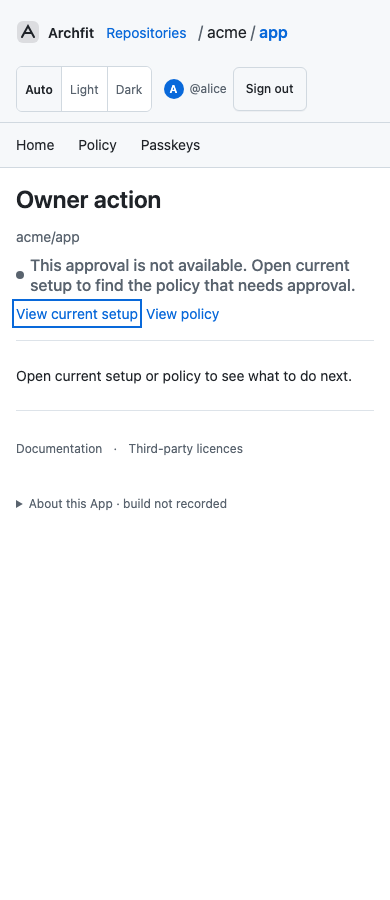 Archfit Repositories / acme / app
Auto Light Dark A @alice Sign out
Home Policy Passkeys
Owner action
acme/app
This approval is not available. Open current
setup to find the policy that needs approval.
View current setup View policy
Open current setup or policy to see what to do next.
Documentation · Third-party licences
About this App · build not recorded